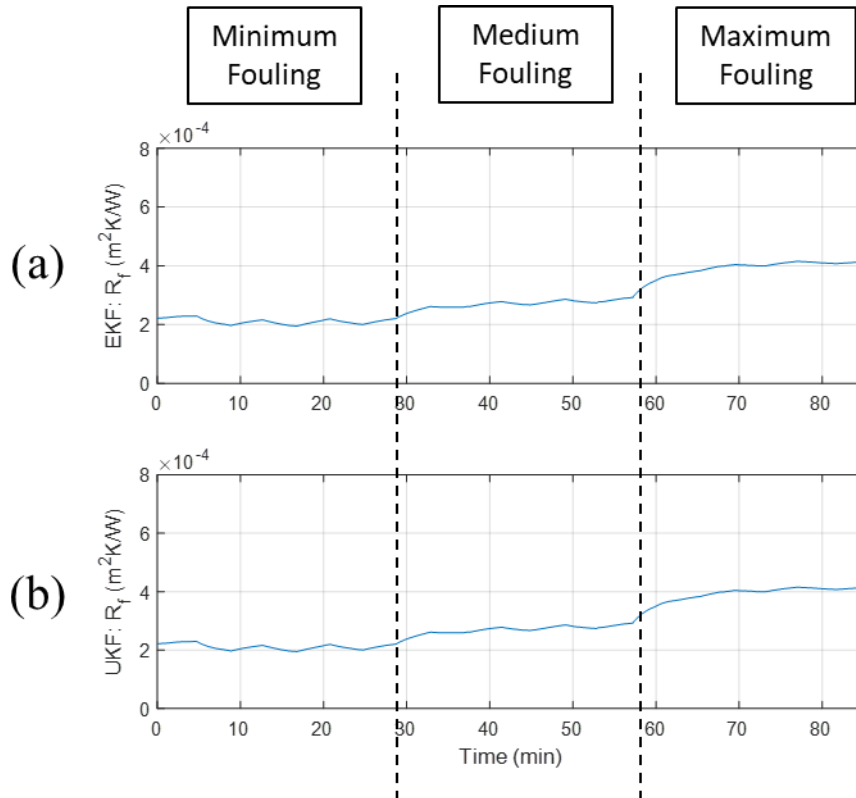 Minimum
Fouling
Medium
Fouling
Maximum
Fouling
(a)
×10⁻⁴
EKF: R_f (m²K/W)
8
6
4
2
0
0 10 20 30 40 50 60 70 80
(b)
×10⁻⁴
UKF: R_f (m²K/W)
8
6
4
2
0
0 10 20 30 40 50 60 70 80
Time (min)